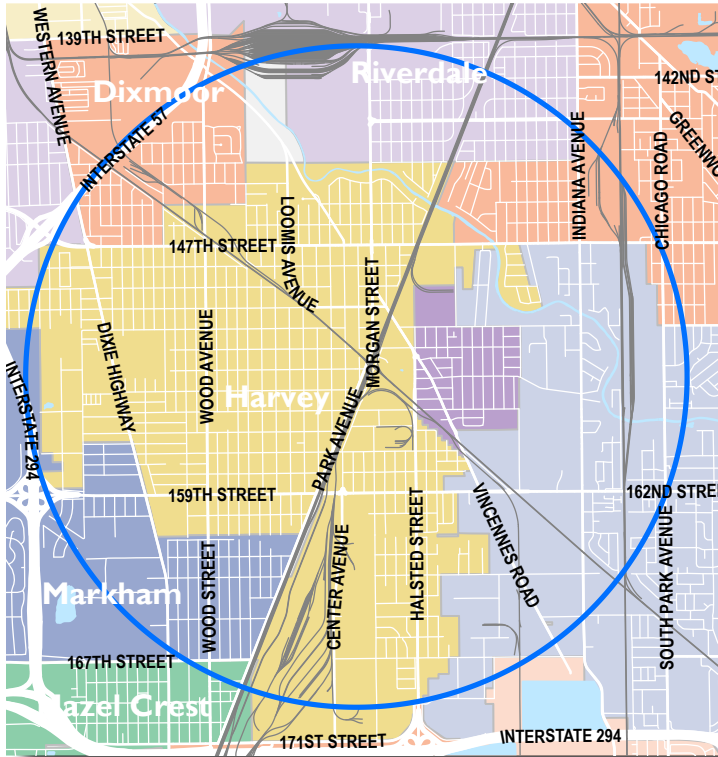 139TH STREET
WESTERN AVENUE
Riverdale
142ND ST
Dixmoor
INTERSTATE 57
GREENWO
INDIANA AVENUE
CHICAGO ROAD
LOOMIS AVENUE
147TH STREET
MORGAN STREET
DIXIE HIGHWAY
WOOD AVENUE
INTERSTATE 294
Harvey
PARK AVENUE
159TH STREET
162ND STREE
VINCENNES ROAD
HALSTED STREET
CENTER AVENUE
WOOD STREET
SOUTH PARK AVENUE
Markham
167TH STREET
Hazel Crest
171ST STREET
INTERSTATE 294